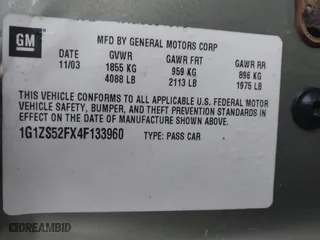 GM
MFD BY GENERAL MOTORS CORP
DATE GVWR GAWR FRT GAWR RR
11/03 1855 KG 959 KG 896 KG
4088 LB 2113 LB 1975 LB
THIS VEHICLE CONFORMS TO ALL APPLICABLE U.S. FEDERAL MOTOR
VEHICLE SAFETY, BUMPER, AND THEFT PREVENTION STANDARDS IN
EFFECT ON THE DATE OF MANUFACTURE SHOWN ABOVE.
1G1ZS52FX4F133960 TYPE: PASS CAR
DREAMBID.COM